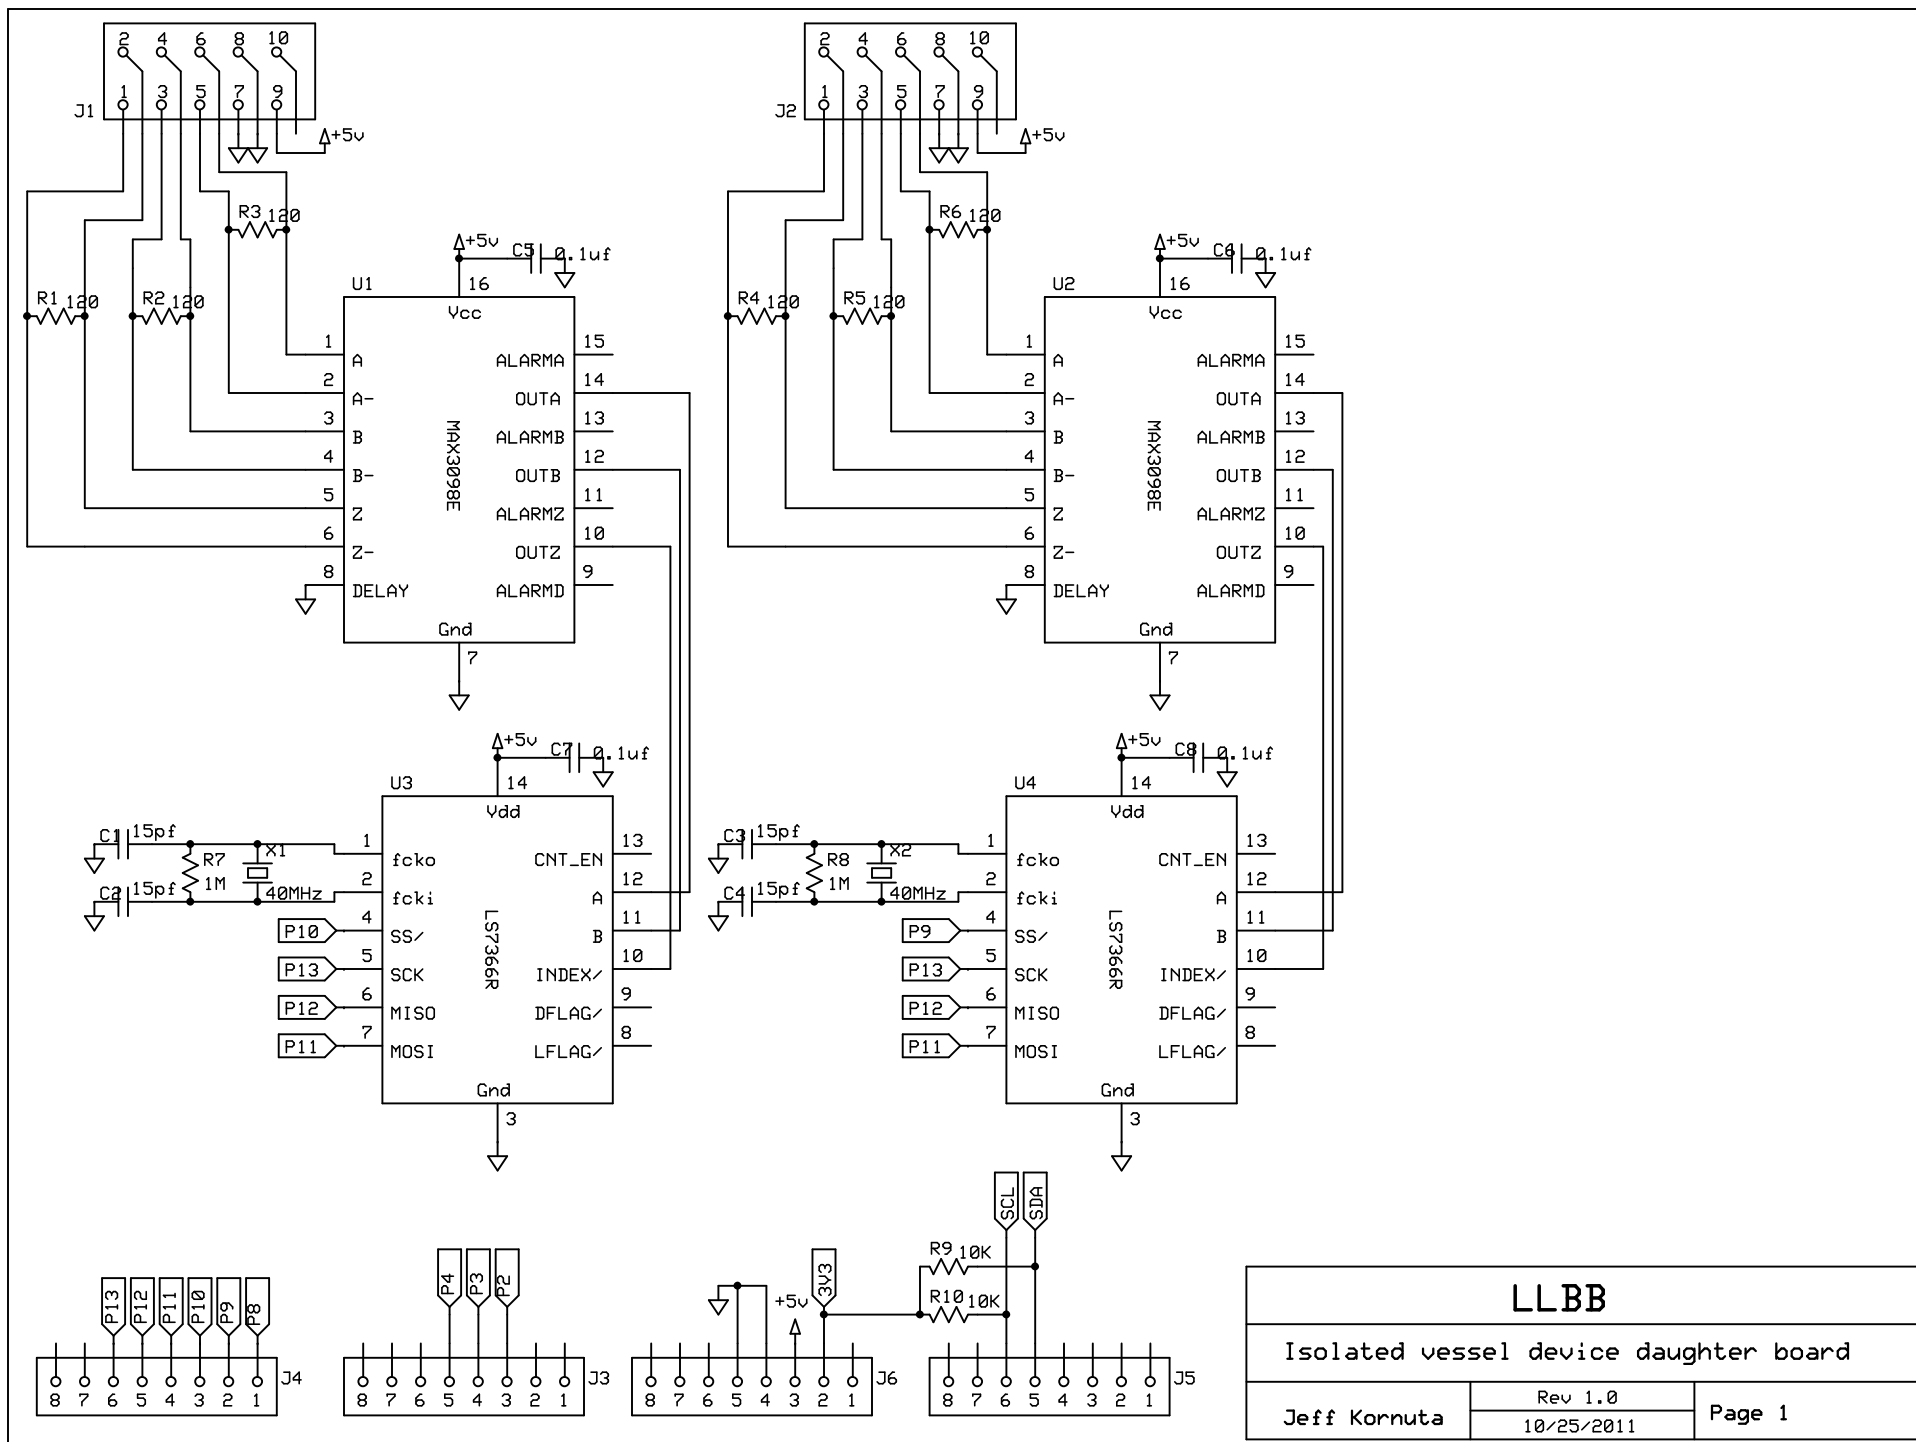 2 4 6 8 10
1 3 5 7 9
J1
+5v
2 4 6 8 10
1 3 5 7 9
J2
+5v
R3 120
R1 120
R2 120
+5v
C5 0.1uf
U1
16
Vcc
1 A
2 A-
3 B
4 B-
5 Z
6 Z-
8 DELAY
MAX3098E
15 ALARMA
14 OUTA
13 ALARMB
12 OUTB
11 ALARMZ
10 OUTZ
9 ALARMD
Gnd
7
R6 120
R4 120
R5 120
+5v
C6 0.1uf
U2
16
Vcc
1 A
2 A-
3 B
4 B-
5 Z
6 Z-
8 DELAY
MAX3098E
15 ALARMA
14 OUTA
13 ALARMB
12 OUTB
11 ALARMZ
10 OUTZ
9 ALARMD
Gnd
7
+5v
C7 0.1uf
U3
14
Vdd
C1 15pf
C2 15pf
R7
1M
X1
40MHz
1 fcko
2 fcki
P10 4 SS/
P13 5 SCK
P12 6 MISO
P11 7 MOSI
LS7366R
13 CNT_EN
12 A
11 B
10 INDEX/
9 DFLAG/
8 LFLAG/
Gnd
3
+5v
C8 0.1uf
U4
14
Vdd
C3 15pf
C4 15pf
R8
1M
X2
40MHz
1 fcko
2 fcki
P9 4 SS/
P13 5 SCK
P12 6 MISO
P11 7 MOSI
LS7366R
13 CNT_EN
12 A
11 B
10 INDEX/
9 DFLAG/
8 LFLAG/
Gnd
3
P13 P12 P11 P10 P9 P8
J4
8 7 6 5 4 3 2 1
P4 P3 P2
J3
8 7 6 5 4 3 2 1
+5v
3V3
J6
8 7 6 5 4 3 2 1
SCL SDA
R9 10K
R10 10K
J5
8 7 6 5 4 3 2 1
LLBB
Isolated vessel device daughter board
Jeff Kornuta
Rev 1.0
10/25/2011
Page 1